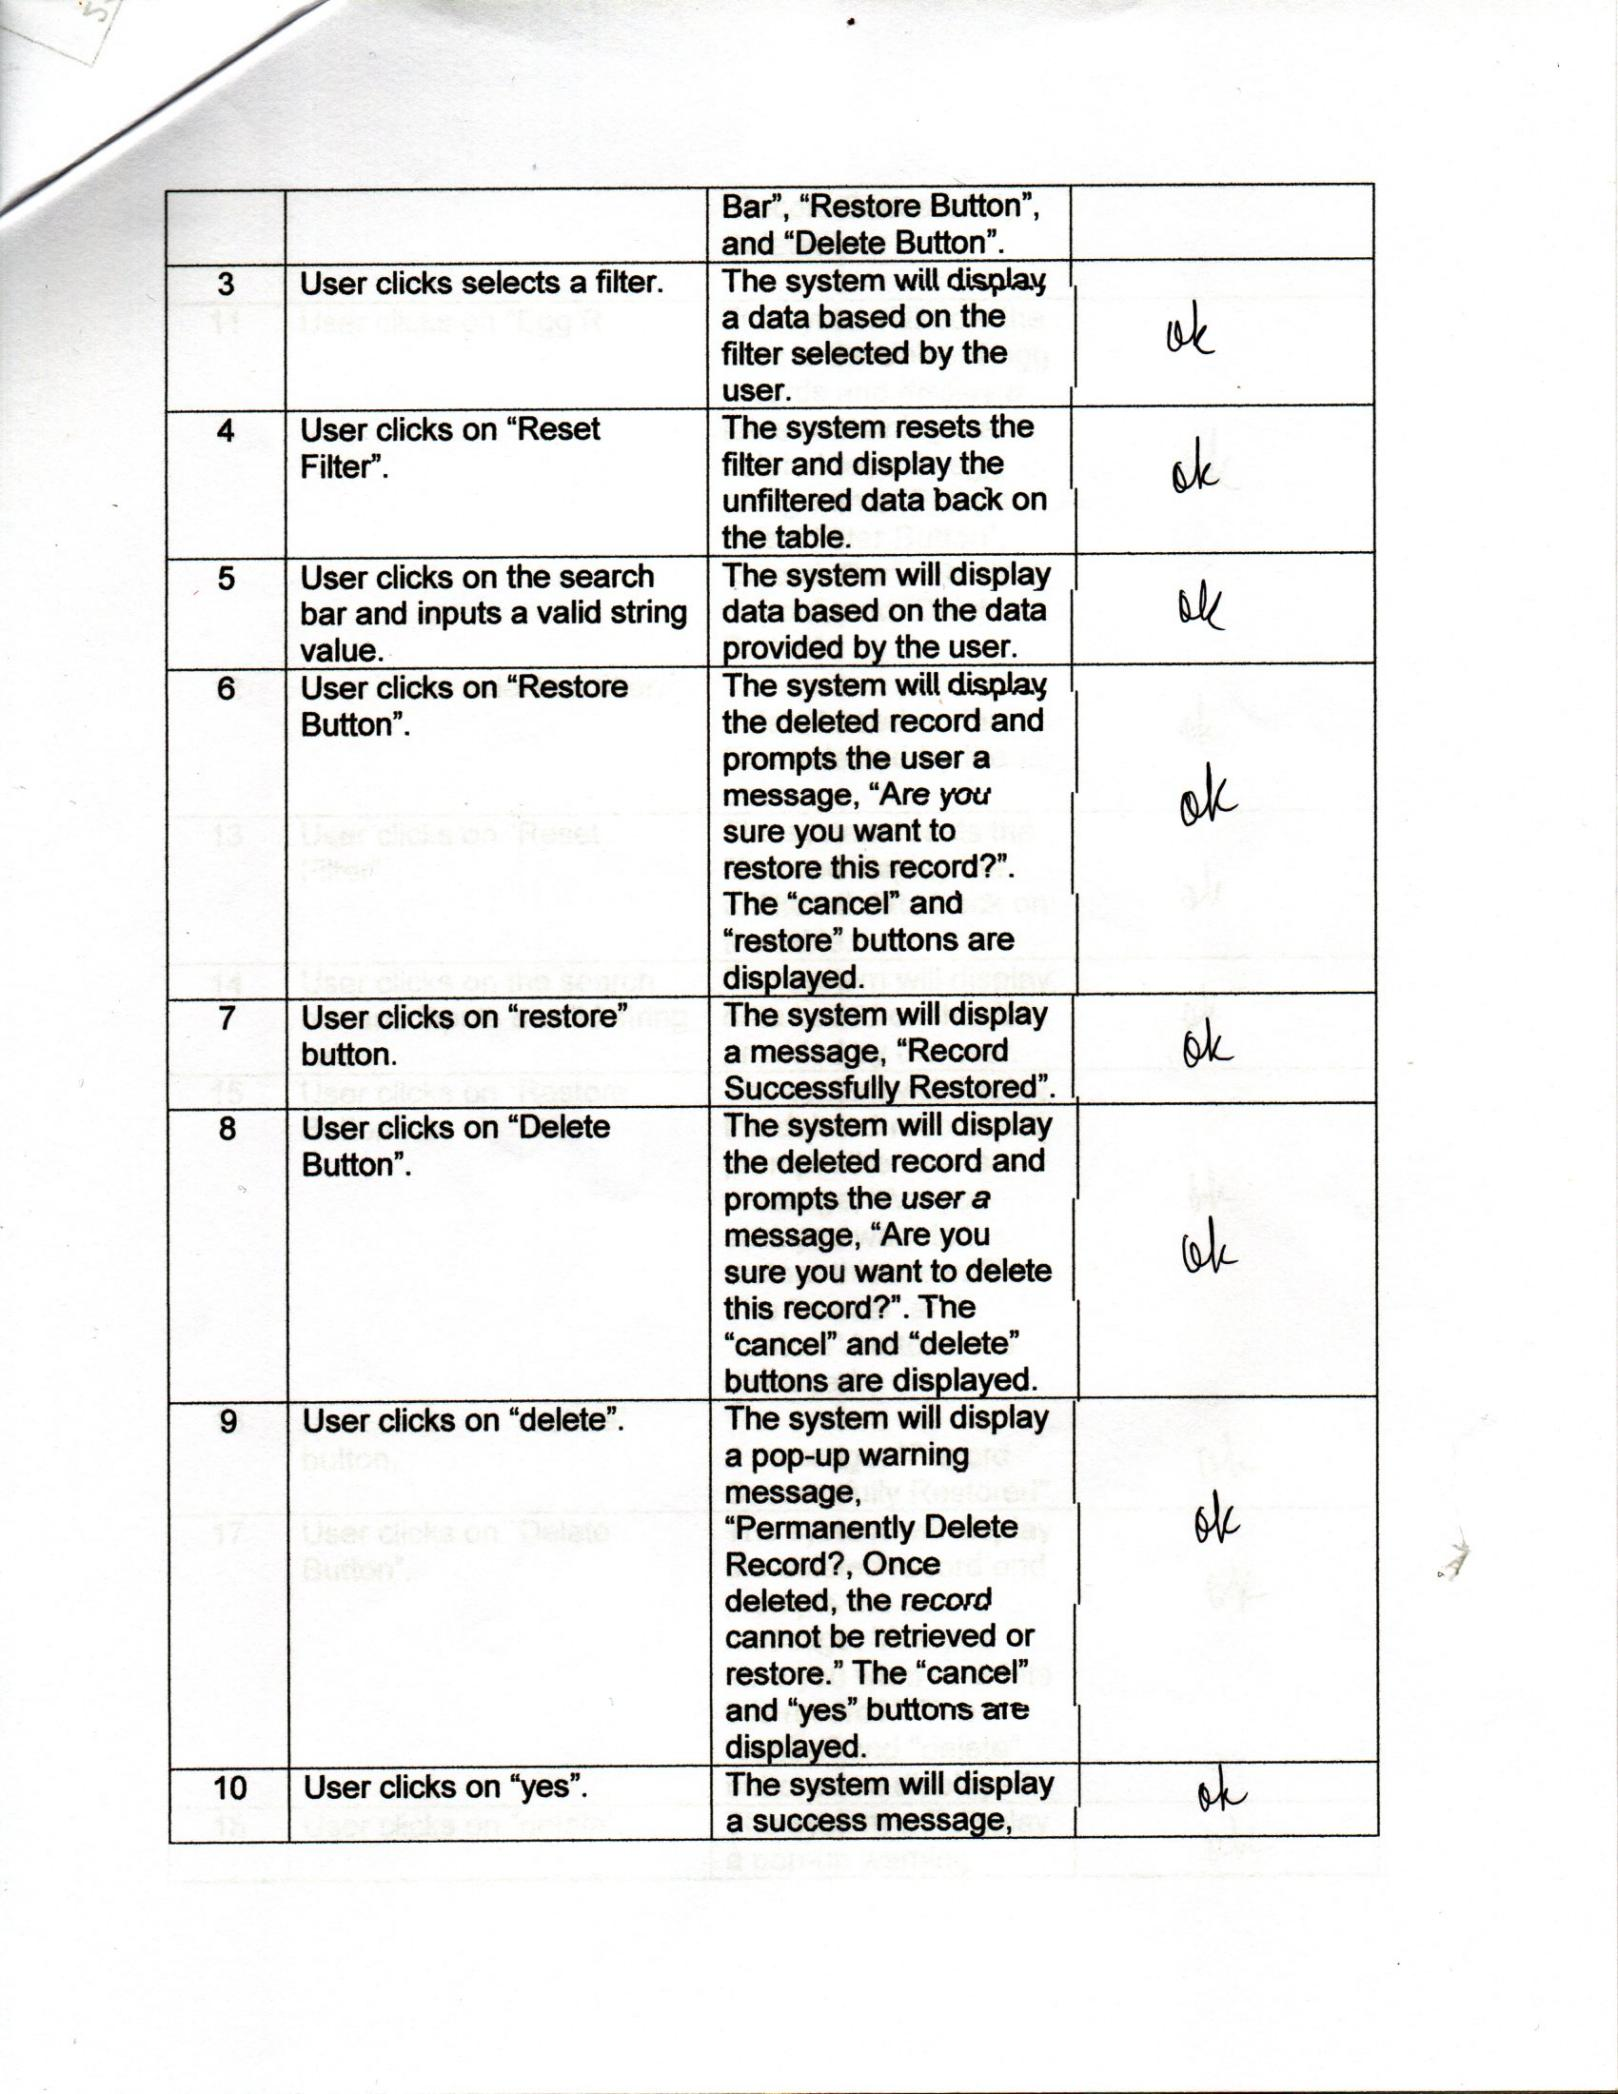 Bar”, “Restore Button”,
and “Delete Button”.
3
User clicks selects a filter.
The system will display
a data based on the
filter selected by the
user.
ok
4
User clicks on “Reset
Filter”.
The system resets the
filter and display the
unfiltered data back on
the table.
ok
5
User clicks on the search
bar and inputs a valid string
value.
The system will display
data based on the data
provided by the user.
ok
6
User clicks on “Restore
Button”.
The system will display
the deleted record and
prompts the user a
message, “Are you
sure you want to
restore this record?”.
The “cancel” and
“restore” buttons are
displayed.
ok
7
User clicks on “restore”
button.
The system will display
a message, “Record
Successfully Restored”.
ok
8
User clicks on “Delete
Button”.
The system will display
the deleted record and
prompts the user a
message, “Are you
sure you want to delete
this record?”. The
“cancel” and “delete”
buttons are displayed.
ok
9
User clicks on “delete”.
The system will display
a pop-up warning
message,
“Permanently Delete
Record?, Once
deleted, the record
cannot be retrieved or
restore.” The “cancel”
and “yes” buttons are
displayed.
ok
10
User clicks on “yes”.
The system will display
a success message,
ok